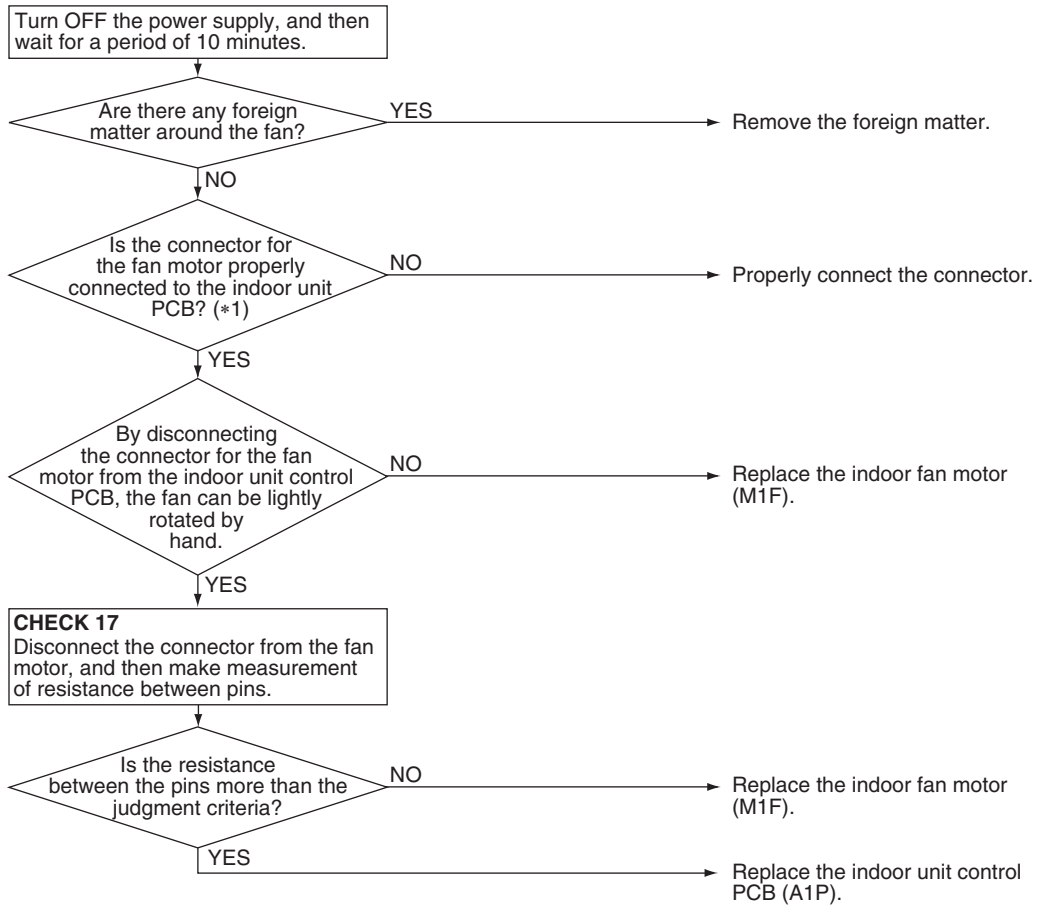 Turn OFF the power supply, and then
wait for a period of 10 minutes.
Are there any foreign
matter around the fan?
YES
Remove the foreign matter.
NO
Is the connector for
the fan motor properly
connected to the indoor unit
PCB? (*1)
NO
Properly connect the connector.
YES
By disconnecting
the connector for the fan
motor from the indoor unit control
PCB, the fan can be lightly
rotated by
hand.
NO
Replace the indoor fan motor
(M1F).
YES
CHECK 17
Disconnect the connector from the fan
motor, and then make measurement
of resistance between pins.
Is the resistance
between the pins more than the
judgment criteria?
NO
Replace the indoor fan motor
(M1F).
YES
Replace the indoor unit control
PCB (A1P).